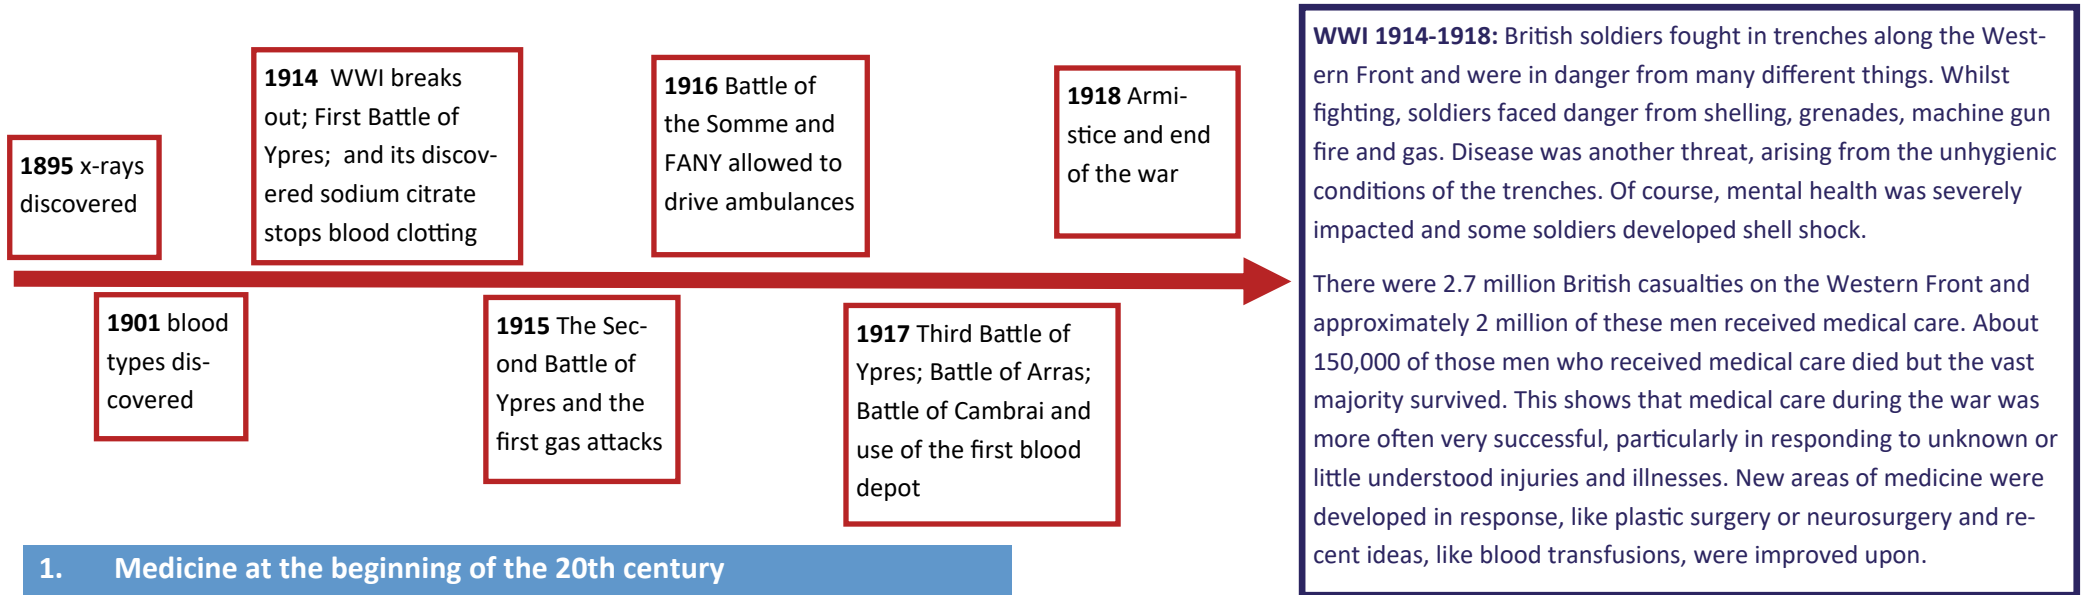 1895 x-rays
discovered
1901 blood
types dis-
covered
1914 WWI breaks
out; First Battle of
Ypres; and its discov-
ered sodium citrate
stops blood clotting
1915 The Sec-
ond Battle of
Ypres and the
first gas attacks
1916 Battle of
the Somme and
FANY allowed to
drive ambulances
1917 Third Battle of
Ypres; Battle of Arras;
Battle of Cambrai and
use of the first blood
depot
1918 Armi-
stice and end
of the war
WWI 1914-1918: British soldiers fought in trenches along the West-
ern Front and were in danger from many different things. Whilst
fighting, soldiers faced danger from shelling, grenades, machine gun
fire and gas. Disease was another threat, arising from the unhygienic
conditions of the trenches. Of course, mental health was severely
impacted and some soldiers developed shell shock.
There were 2.7 million British casualties on the Western Front and
approximately 2 million of these men received medical care. About
150,000 of those men who received medical care died but the vast
majority survived. This shows that medical care during the war was
more often very successful, particularly in responding to unknown or
little understood injuries and illnesses. New areas of medicine were
developed in response, like plastic surgery or neurosurgery and re-
cent ideas, like blood transfusions, were improved upon.
1. Medicine at the beginning of the 20th century